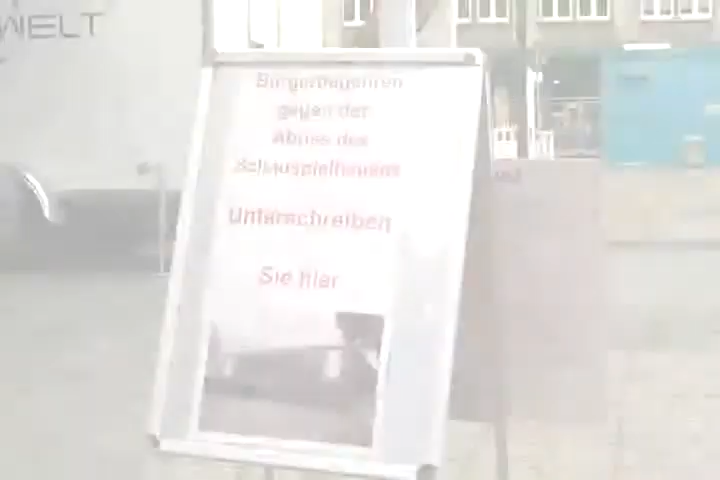 WELT
Bürgerbegehren
gegen den
Abriss des
Schauspielhauses
Unterschreiben
Sie hier